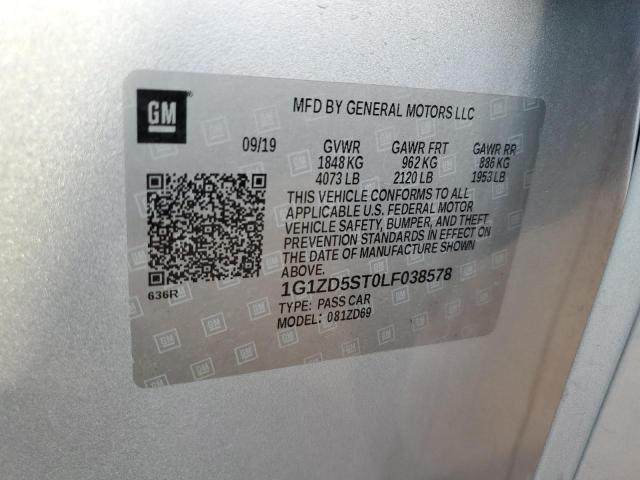 GM
MFD BY GENERAL MOTORS LLC
09/19 GVWR GAWR FRT GAWR RR
1848 KG 962 KG 886 KG
4073 LB 2120 LB 1953 LB
THIS VEHICLE CONFORMS TO ALL
APPLICABLE U.S. FEDERAL MOTOR
VEHICLE SAFETY, BUMPER, AND THEFT
PREVENTION STANDARDS IN EFFECT ON
THE DATE OF MANUFACTURE SHOWN
ABOVE.
636R
1G1ZD5ST0LF038578
TYPE: PASS CAR
MODEL: 081ZD69